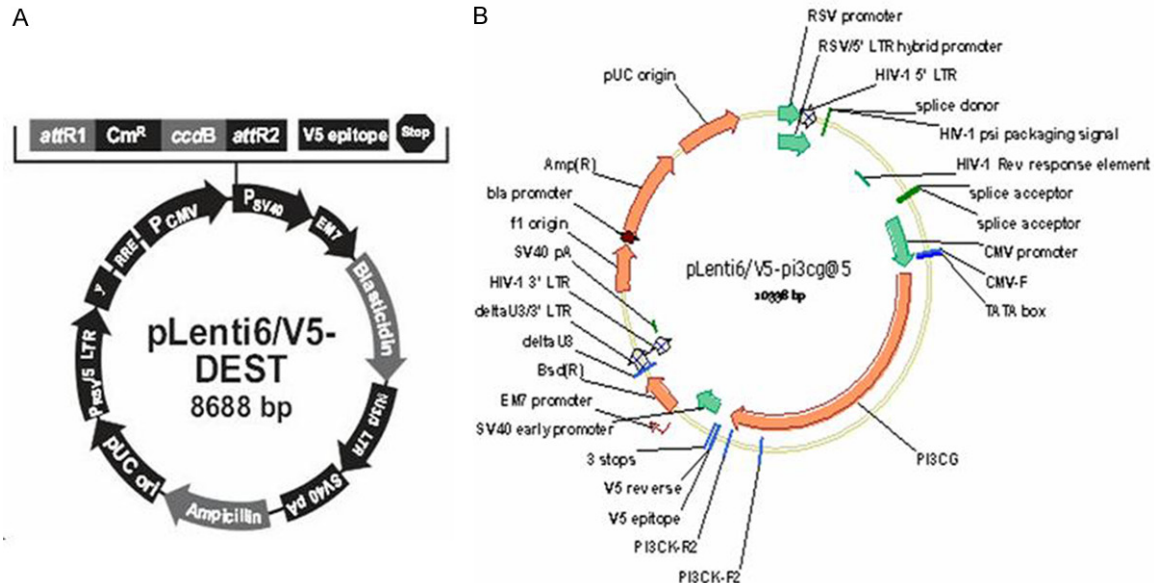 A
attR1 CmR ccdB attR2 V5 epitope Stop
PCMV
PSV40
EM7
Blasticidin
ΔU3/3' LTR
SV40 pA
Ampicillin
pUC ori
PRSV/5' LTR
RRE
pLenti6/V5-
DEST
8688 bp
B
RSV promoter
RSV/5' LTR hybrid promoter
HIV-1 5' LTR
splice donor
HIV-1 psi packaging signal
HIV-1 Rev response element
splice acceptor
splice acceptor
CMV promoter
CMV-F
TATA box
PI3CG
PI3CK-F2
PI3CK-R2
V5 epitope
V5 reverse
3 stops
SV40 early promoter
EM7 promoter
Bsd(R)
delta U3
delta U3/3' LTR
HIV-1 3' LTR
SV40 pA
f1 origin
bla promoter
Amp(R)
pUC origin
pLenti6/V5-pi3cg@5